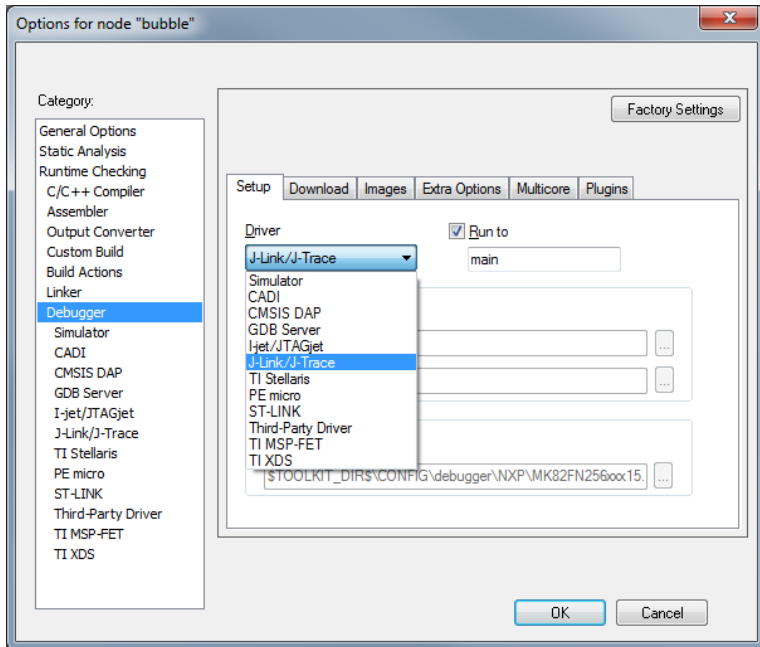 Options for node "bubble"
Category:
Factory Settings
General Options
Static Analysis
Runtime Checking
C/C++ Compiler
Assembler
Output Converter
Custom Build
Build Actions
Linker
Debugger
Simulator
CADI
CMSIS DAP
GDB Server
I-jet/JTAGjet
J-Link/J-Trace
TI Stellaris
PE micro
ST-LINK
Third-Party Driver
TI MSP-FET
TI XDS
Setup Download Images Extra Options Multicore Plugins
Driver
Run to
J-Link/J-Trace
main
Simulator
CADI
CMSIS DAP
GDB Server
I-jet/JTAGjet
J-Link/J-Trace
TI Stellaris
PE micro
ST-LINK
Third-Party Driver
TI MSP-FET
TI XDS
...
...
$TOOLKIT_DIR$\CONFIG\debugger\NXP\MK82FN256xxx15.
...
OK Cancel